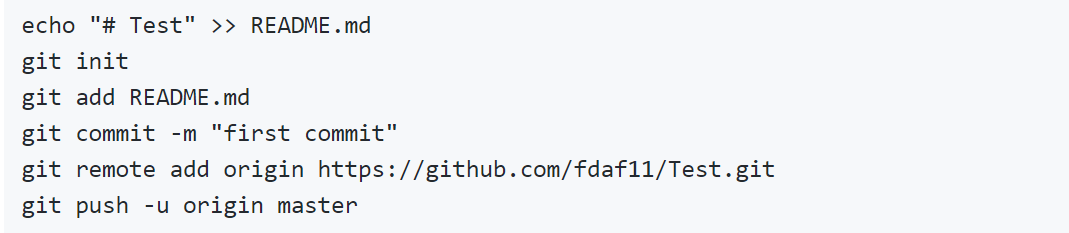 echo "# Test" >> README.md
git init
git add README.md
git commit -m "first commit"
git remote add origin https://github.com/fdaf11/Test.git
git push -u origin master